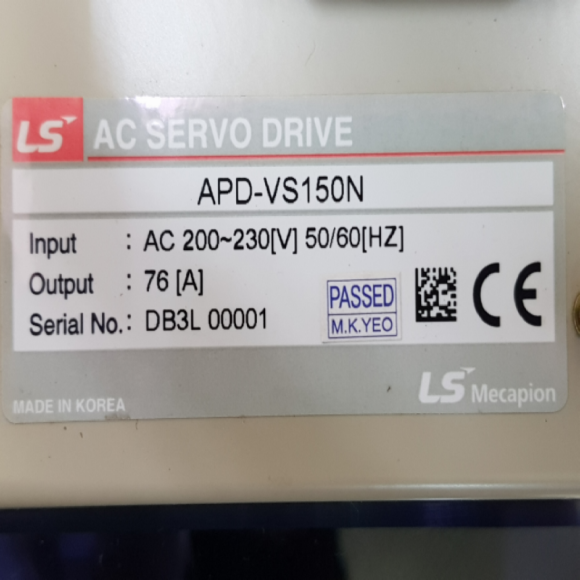 LS AC SERVO DRIVE
APD-VS150N
Input : AC 200~230[V] 50/60[HZ]
Output : 76 [A]
Serial No. : DB3L 00001
PASSED
M.K.YEO
CE
LS Mecapion
MADE IN KOREA